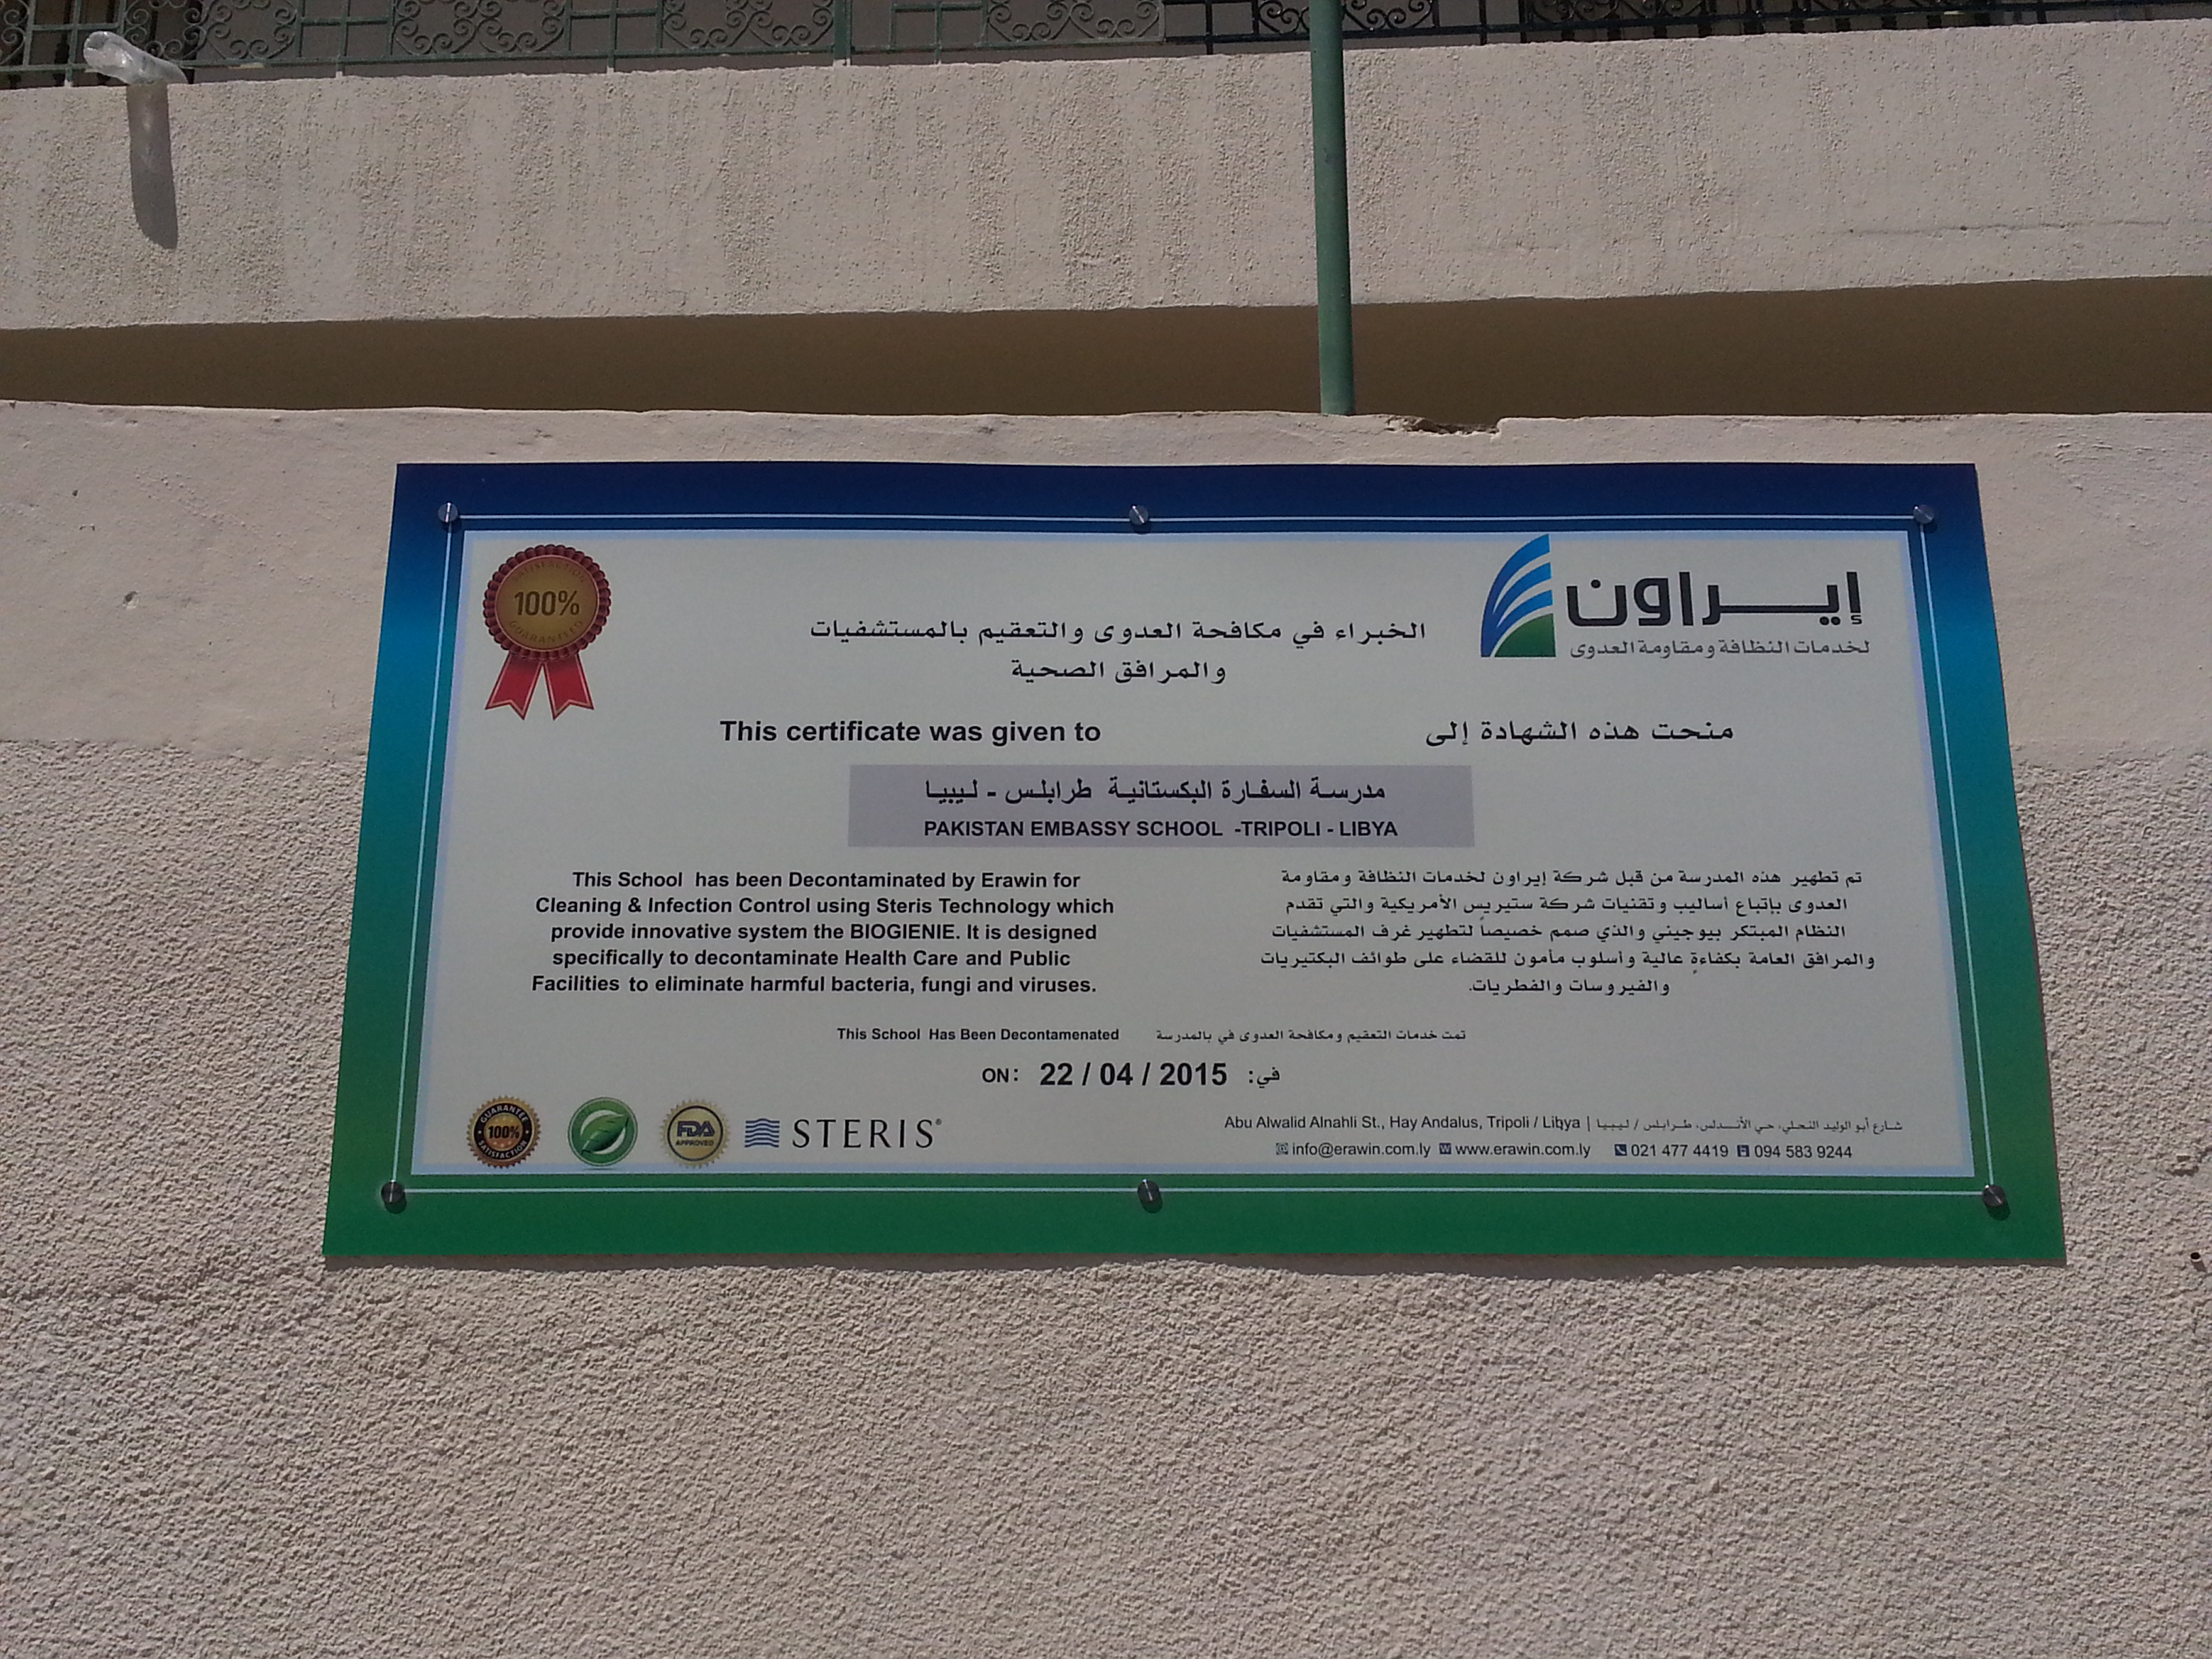 SATISFACTION
100%
GUARANTEED
إيـــراون
لخدمات النظافة ومقاومة العدوى
الخبراء في مكافحة العدوى والتعقيم بالمستشفيات
والمرافق الصحية
This certificate was given to
منحت هذه الشهادة إلى
مدرسة السفارة البكستانية طرابلس - ليبيا
PAKISTAN EMBASSY SCHOOL -TRIPOLI - LIBYA
This School has been Decontaminated by Erawin for
Cleaning & Infection Control using Steris Technology which
provide innovative system the BIOGIENIE. It is designed
specifically to decontaminate Health Care and Public
Facilities to eliminate harmful bacteria, fungi and viruses.
تم تطهير هذه المدرسة من قبل شركة إيراون لخدمات النظافة ومقاومة
العدوى بإتباع أساليب وتقنيات شركة ستيريس الأمريكية والتي تقدم
النظام المبتكر بيوجيني والذي صمم خصيصاً لتطهير غرف المستشفيات
والمرافق العامة بكفاءةٍ عالية وأسلوب مأمون للقضاء على طوائف البكتيريات
والفيروسات والفطريات.
This School Has Been Decontamenated
تمت خدمات التعقيم ومكافحة العدوى في بالمدرسة
ON: 22 / 04 / 2015 في:
GUARANTEE
100%
SATISFACTION
FDA
APPROVED
STERIS®
Abu Alwalid Alnahli St., Hay Andalus, Tripoli / Libya | شارع أبو الوليد النحلي، حي الأندلس، طرابلس / ليبيا
info@erawin.com.ly www.erawin.com.ly 021 477 4419 094 583 9244